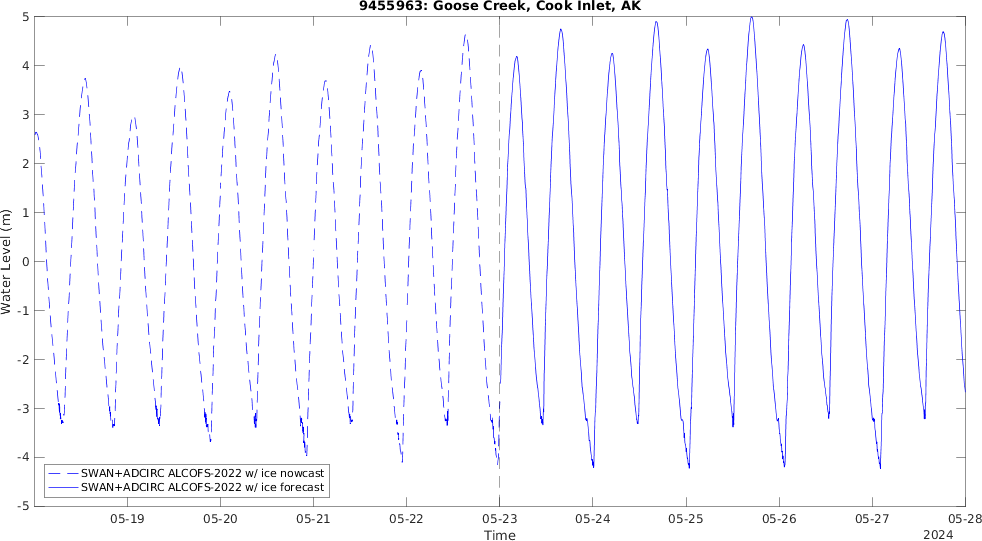 9455963: Goose Creek, Cook Inlet, AK
5
4
3
2
1
0
-1
-2
-3
-4
-5
Water Level (m)
SWAN+ADCIRC ALCOFS-2022 w/ ice nowcast
SWAN+ADCIRC ALCOFS-2022 w/ ice forecast
05-19 05-20 05-21 05-22 05-23 05-24 05-25 05-26 05-27 05-28
Time
2024